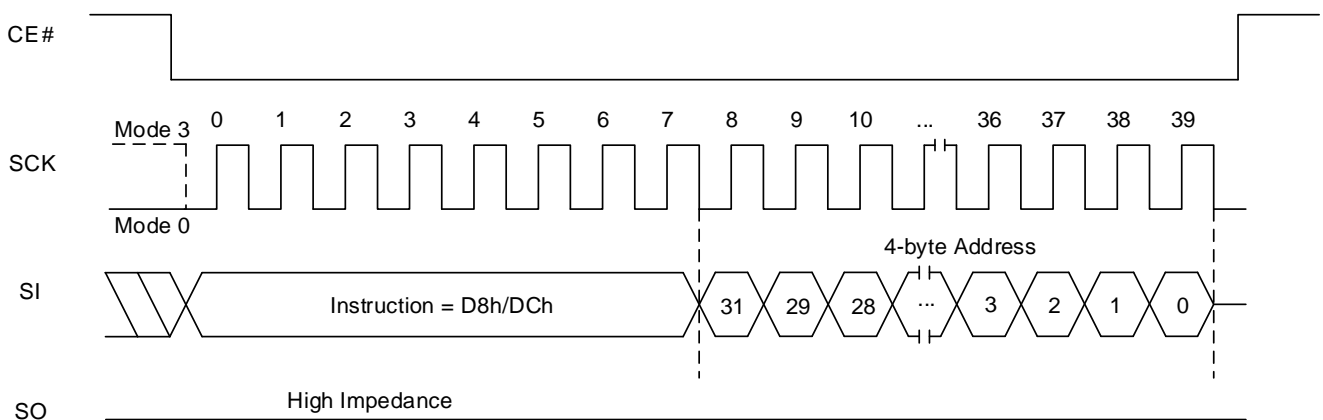 CE#
0 1 2 3 4 5 6 7 8 9 10 ... 36 37 38 39
Mode 3
SCK
Mode 0
4-byte Address
SI
Instruction = D8h/DCh 31 29 28 ... 3 2 1 0
High Impedance
SO